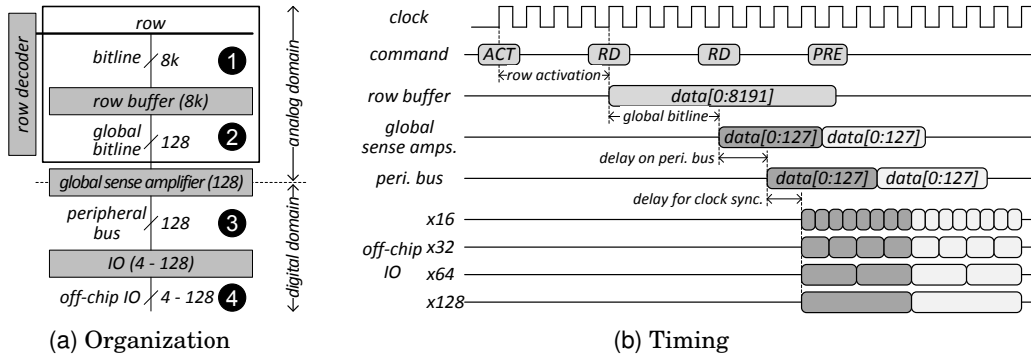 row decoder
row
bitline
8k
1
row buffer (8k)
global
bitline
128
2
global sense amplifier (128)
peripheral
bus
128
3
IO (4 - 128)
off-chip IO
4 - 128
4
analog domain
digital domain
(a) Organization
clock
command
ACT
RD
RD
PRE
row activation
row buffer
data[0:8191]
global bitline
global
sense amps.
data[0:127]
data[0:127]
delay on peri. bus
peri. bus
data[0:127]
data[0:127]
delay for clock sync.
x16
off-chip x32
IO x64
x128
(b) Timing